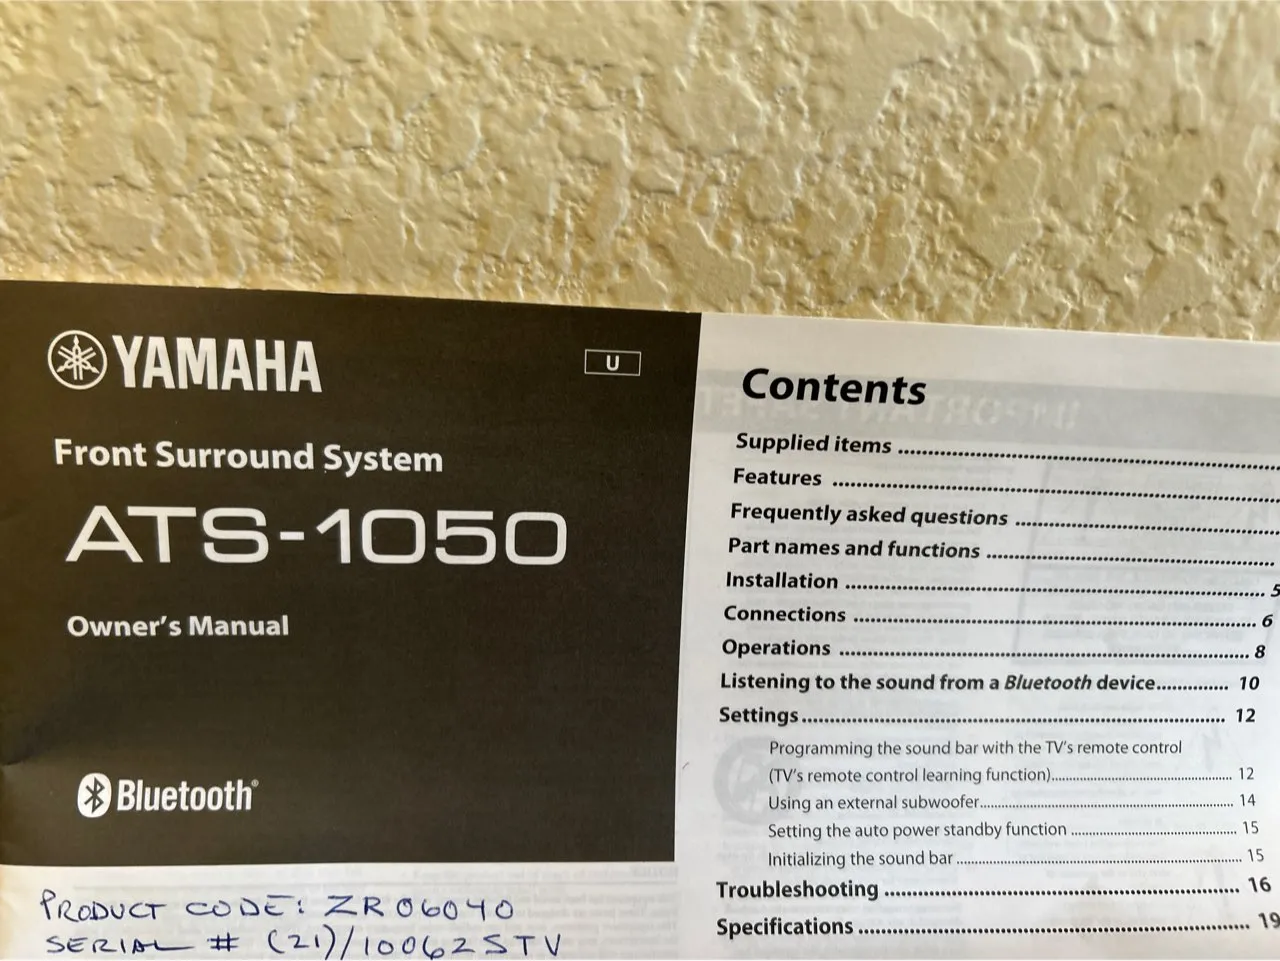 YAMAHA
U
Front Surround System
ATS-1050
Owner's Manual
Bluetooth®
PRODUCT CODE: ZR06040
SERIAL # (21)/10062STV
Contents
Supplied items ................................................
Features ................................................
Frequently asked questions ................................................
Part names and functions ................................................
Installation ................................................ 5
Connections ................................................ 6
Operations ................................................ 8
Listening to the sound from a Bluetooth device.............. 10
Settings................................................ 12
Programming the sound bar with the TV's remote control
(TV's remote control learning function)................................................ 12
Using an external subwoofer................................................ 14
Setting the auto power standby function ................................................ 15
Initializing the sound bar ................................................ 15
Troubleshooting ................................................ 16
Specifications ................................................ 19